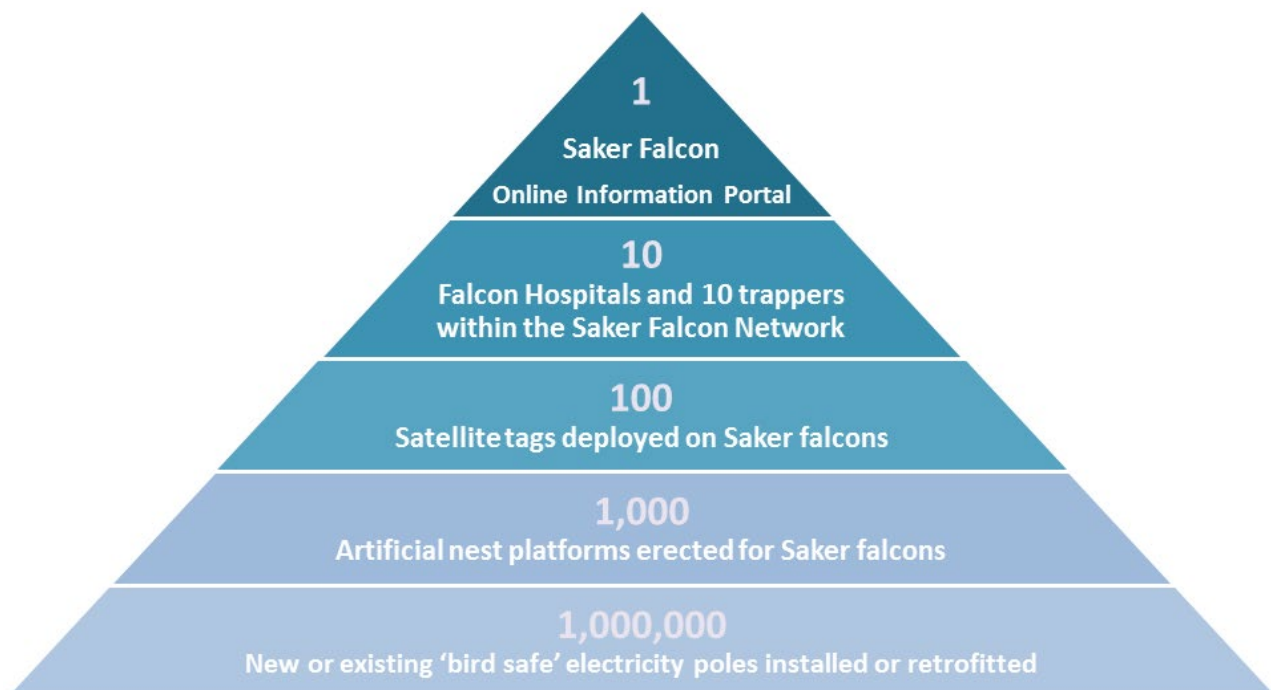 1
Saker Falcon
Online Information Portal
10
Falcon Hospitals and 10 trappers
within the Saker Falcon Network
100
Satellite tags deployed on Saker falcons
1,000
Artificial nest platforms erected for Saker falcons
1,000,000
New or existing ‘bird safe’ electricity poles installed or retrofitted